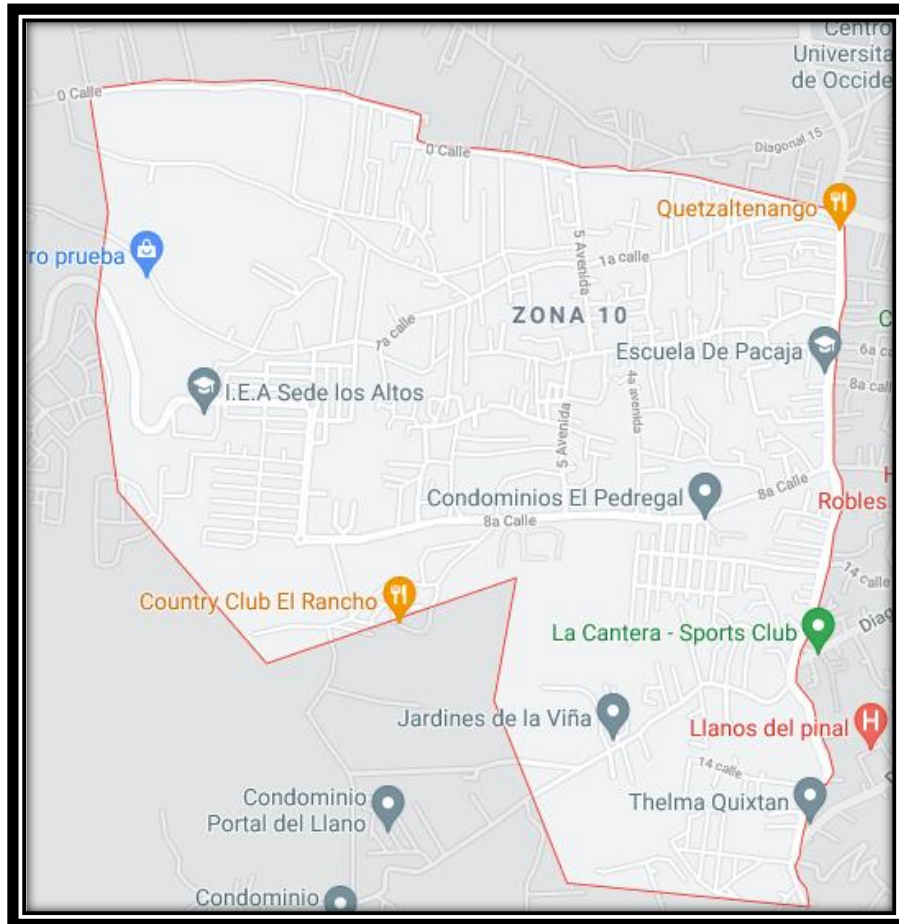 Centro
Universita
de Occide
0 Calle
Diagonal 15
0 Calle
Quetzaltenango
5 Avenida
1a calle
rro prueba
ZONA 10
7a calle
Escuela De Pacaja
6a ca
8a call
I.E.A Sede los Altos
4a avenida
5 Avenida
8a Calle
Condominios El Pedregal
Robles
8a Calle
14 calle
Country Club El Rancho
La Cantera - Sports Club
Diag
Jardines de la Viña
Llanos del pinal
H
14 calle
Thelma Quixtan
Condominio
Portal del Llano
Condominio